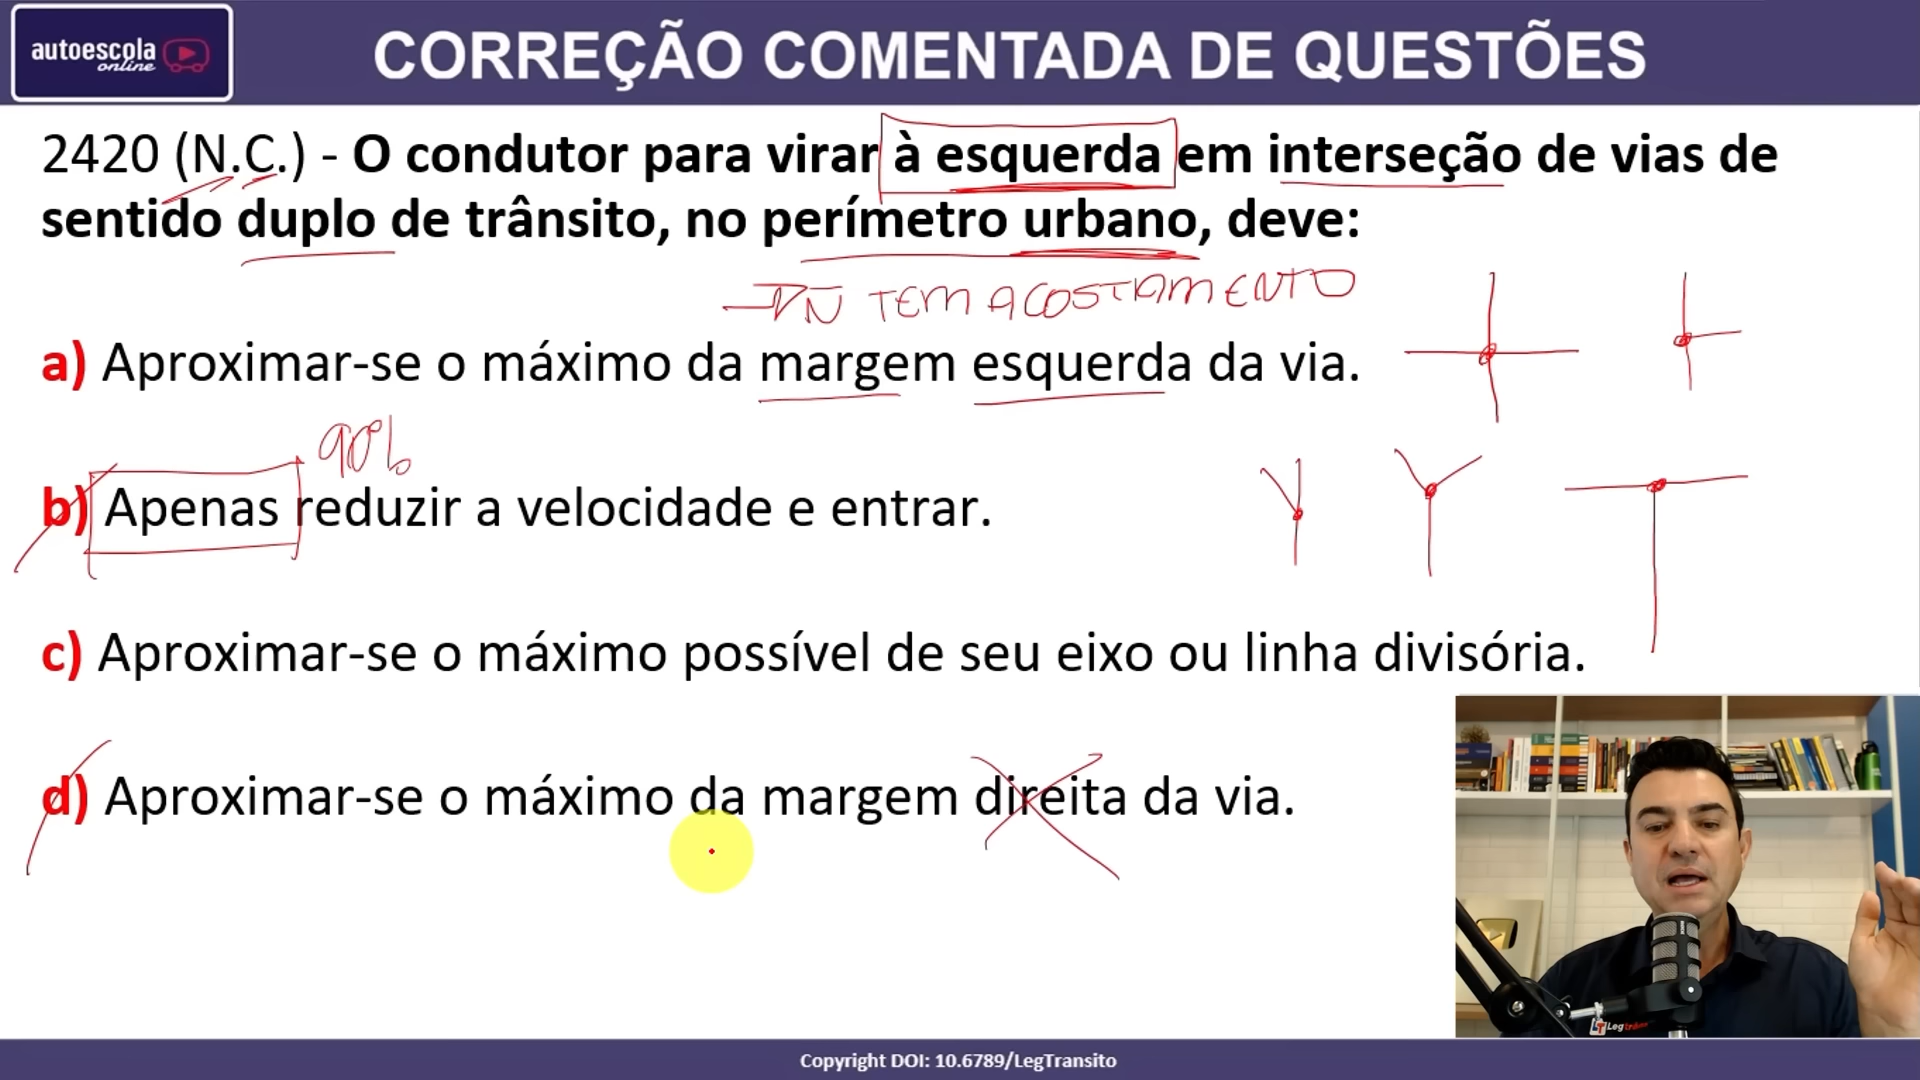 autoescola
online
CORREÇÃO COMENTADA DE QUESTÕES
2420 (N.C.) - O condutor para virar à esquerda em interseção de vias de
sentido duplo de trânsito, no perímetro urbano, deve:
Ñ TEM ACOSTAMENTO
a) Aproximar-se o máximo da margem esquerda da via.
90%
b) Apenas reduzir a velocidade e entrar.
c) Aproximar-se o máximo possível de seu eixo ou linha divisória.
d) Aproximar-se o máximo da margem direita da via.
Copyright DOI: 10.6789/LegTransito